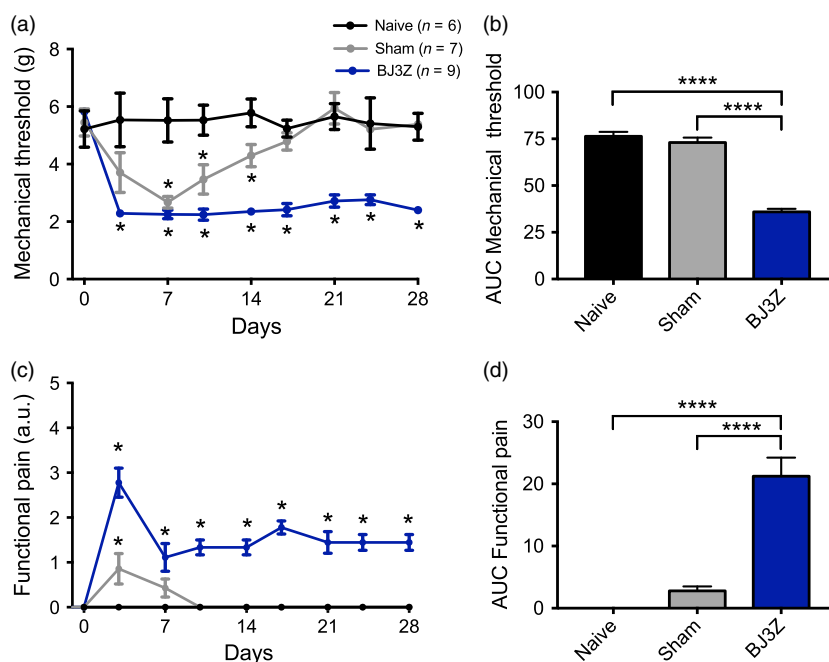 (a)
Naive (n = 6)
Sham (n = 7)
BJ3Z (n = 9)
Mechanical threshold (g)
8
6
4
2
0
* * *
* * * * * * * *
0 7 14 21 28
Days
(b)
AUC Mechanical threshold
100
75
50
25
0
****
****
Naive Sham BJ3Z
(c)
Functional pain (a.u.)
5
4
3
2
1
0
* * * * * * * *
*
0 7 14 21 28
Days
(d)
AUC Functional pain
30
20
10
0
****
****
Naive Sham BJ3Z